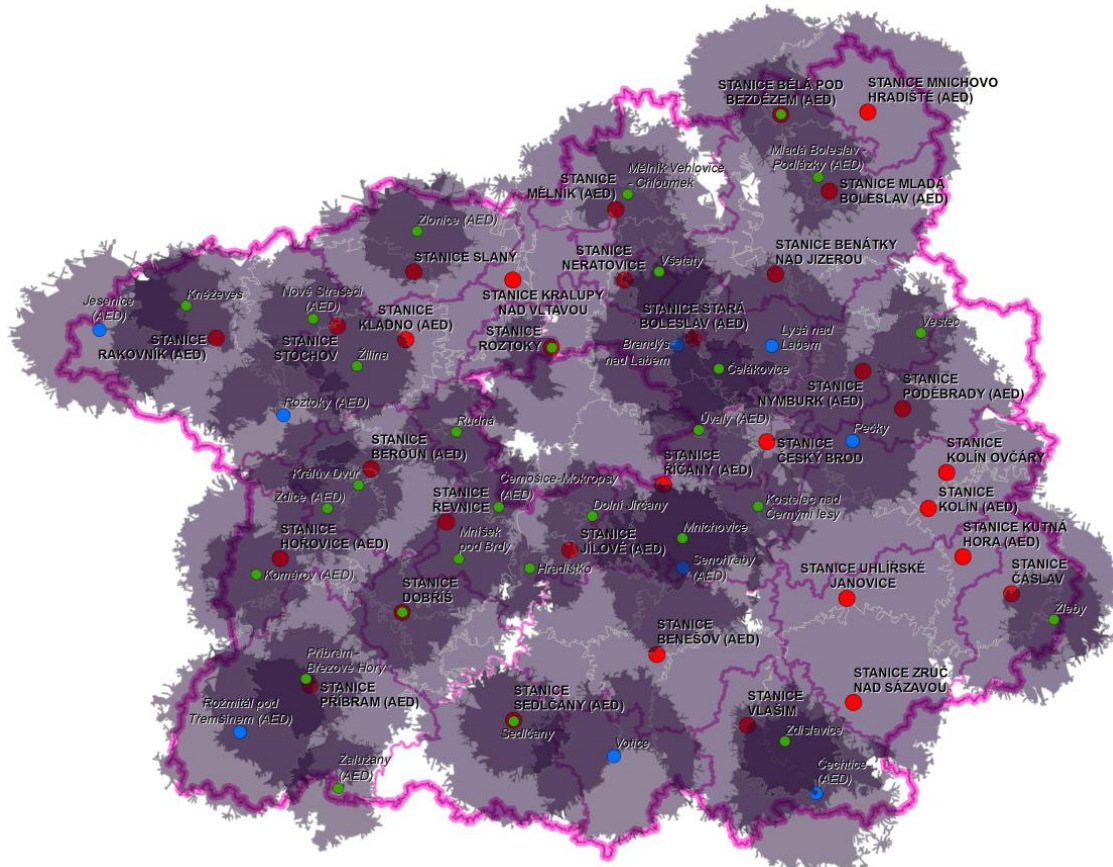 STANICE BĚLÁ POD
BEZDĚZEM (AED)
STANICE MNICHOVO
HRADIŠTĚ (AED)
Mladá Boleslav -
Podlázky (AED)
STANICE MLADÁ
BOLESLAV (AED)
Mělník-Vehlovice
- Chloumek
STANICE
MĚLNÍK (AED)
Zlonice (AED)
STANICE SLANÝ
STANICE
NERATOVICE
Všetaty
STANICE BENÁTKY
NAD JIZEROU
Jesenice
(AED)
Kněževes
Nové Strašecí
(AED)
STANICE KRALUPY
NAD VLTAVOU
STANICE
RAKOVNÍK (AED)
STANICE
STOCHOV
STANICE
KLADNO (AED)
STANICE
ROZTOKY
STANICE STARÁ
BOLESLAV (AED)
Brandýs
nad Labem
Lysá nad
Labem
Vestec
Žilina
Čelákovice
STANICE
NYMBURK (AED)
STANICE
PODĚBRADY (AED)
Roztoky (AED)
Rudná
Úvaly (AED)
Pečky
STANICE
BEROUN (AED)
STANICE
ČESKÝ BROD
STANICE
KOLÍN OVČÁRY
Králův Dvůr
Zdice (AED)
Černošice-Mokropsy
(AED)
STANICE
ŘÍČANY (AED)
STANICE
ŘEVNICE
Dolní Jirčany
Kostelec nad
Černými lesy
STANICE
KOLÍN (AED)
STANICE
HOŘOVICE (AED)
Mníšek
pod Brdy
STANICE
JÍLOVÉ (AED)
Mnichovice
STANICE KUTNÁ
HORA (AED)
Komárov (AED)
Hradištko
Senohraby
(AED)
STANICE UHLÍŘSKÉ
JANOVICE
STANICE
ČÁSLAV
STANICE
DOBŘÍŠ
Žleby
STANICE
BENEŠOV (AED)
Příbram -
Březové Hory
STANICE
PŘÍBRAM (AED)
Rožmitál pod
Třemšínem (AED)
STANICE
SEDLČANY (AED)
Sedlčany
STANICE
VLAŠIM
STANICE ZRUČ
NAD SÁZAVOU
Zdislavice
Votice
Zalužany
(AED)
Čechtice
(AED)